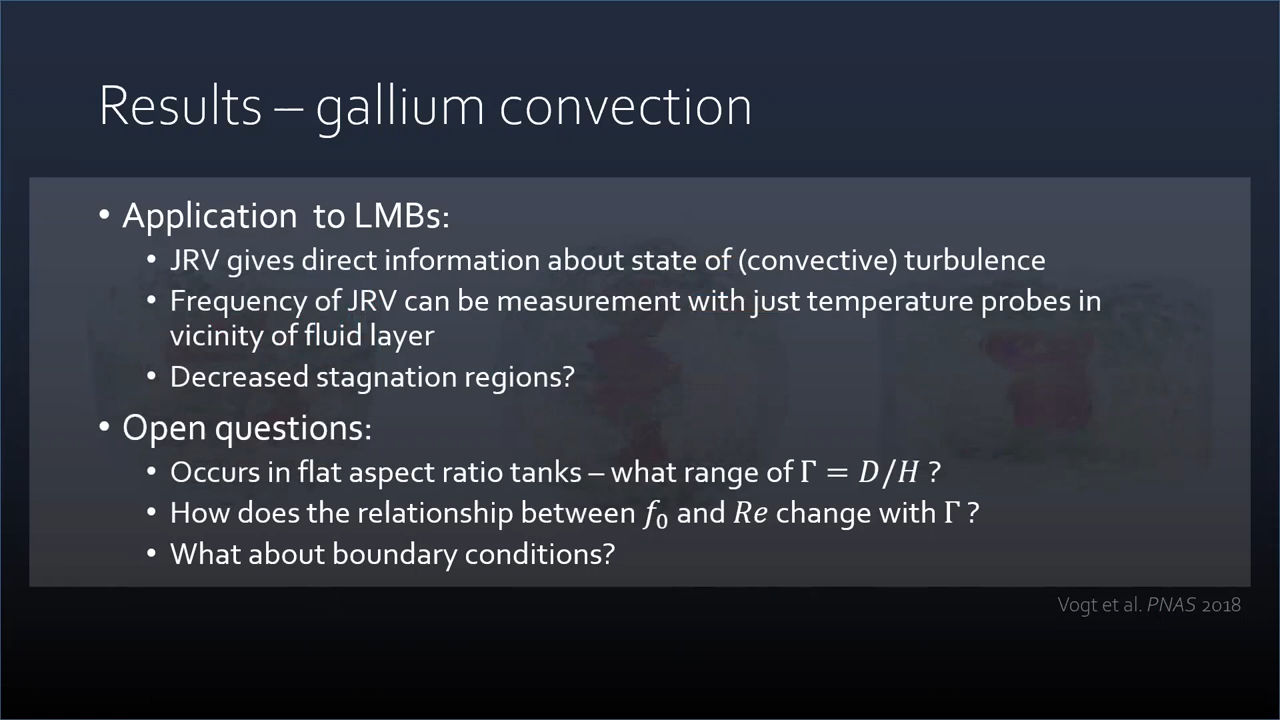 Results – gallium convection
• Application  to LMBs:
• JRV gives direct information about state of (convective) turbulence
• Frequency of JRV can be measurement with just temperature probes in
vicinity of fluid layer
• Decreased stagnation regions?
• Open questions:
• Occurs in flat aspect ratio tanks – what range of Γ = D/H ?
• How does the relationship between f₀ and Re change with Γ ?
• What about boundary conditions?
Vogt et al. PNAS 2018